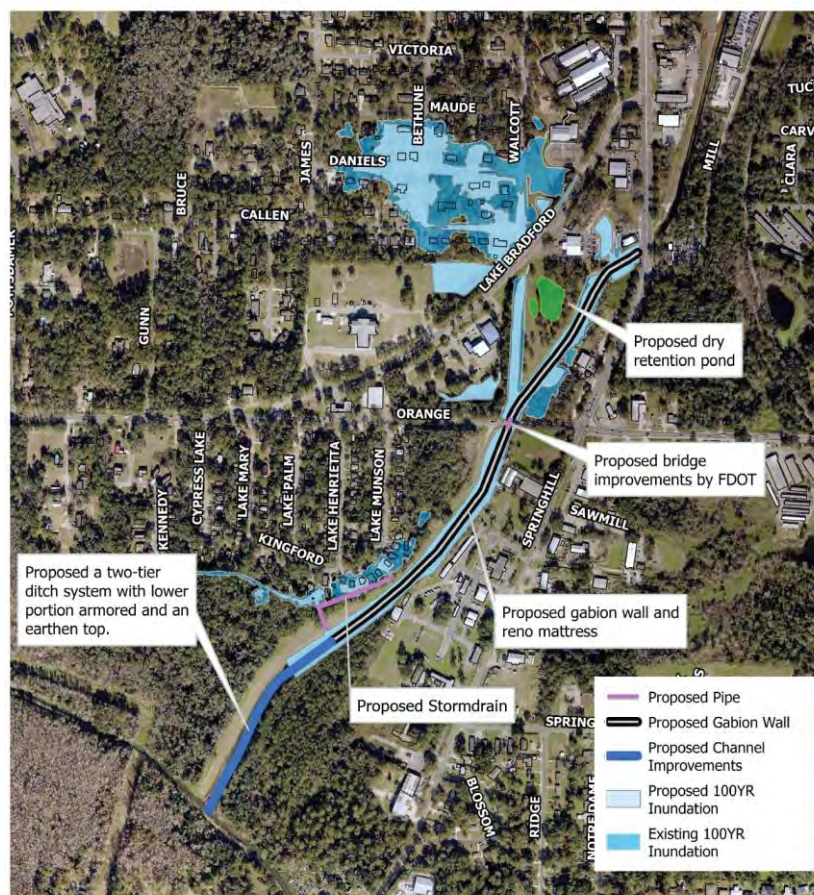 VICTORIA
BETHUNE
MAUDE
WALCOTT
TUC
CARV
CLARA
MILL
JAMES
DANIELS
BRUCE
CALLEN
LAKE BRADFORD
GUNN
Proposed dry
retention pond
ORANGE
Proposed bridge
improvements by FDOT
KENNEDY
CYPRESS LAKE
LAKE MARY
LAKE PALM
LAKE HENRIETTA
LAKE MUNSON
KINGFORD
SPRINGHILL
SAWMILL
Proposed a two-tier
ditch system with lower
portion armored and an
earthen top.
Proposed gabion wall and
reno mattress
Proposed Stormdrain
SPRING
BLOSSOM
RIDGE
NOTRE DAME
Proposed Pipe
Proposed Gabion Wall
Proposed Channel
Improvements
Proposed 100YR
Inundation
Existing 100YR
Inundation